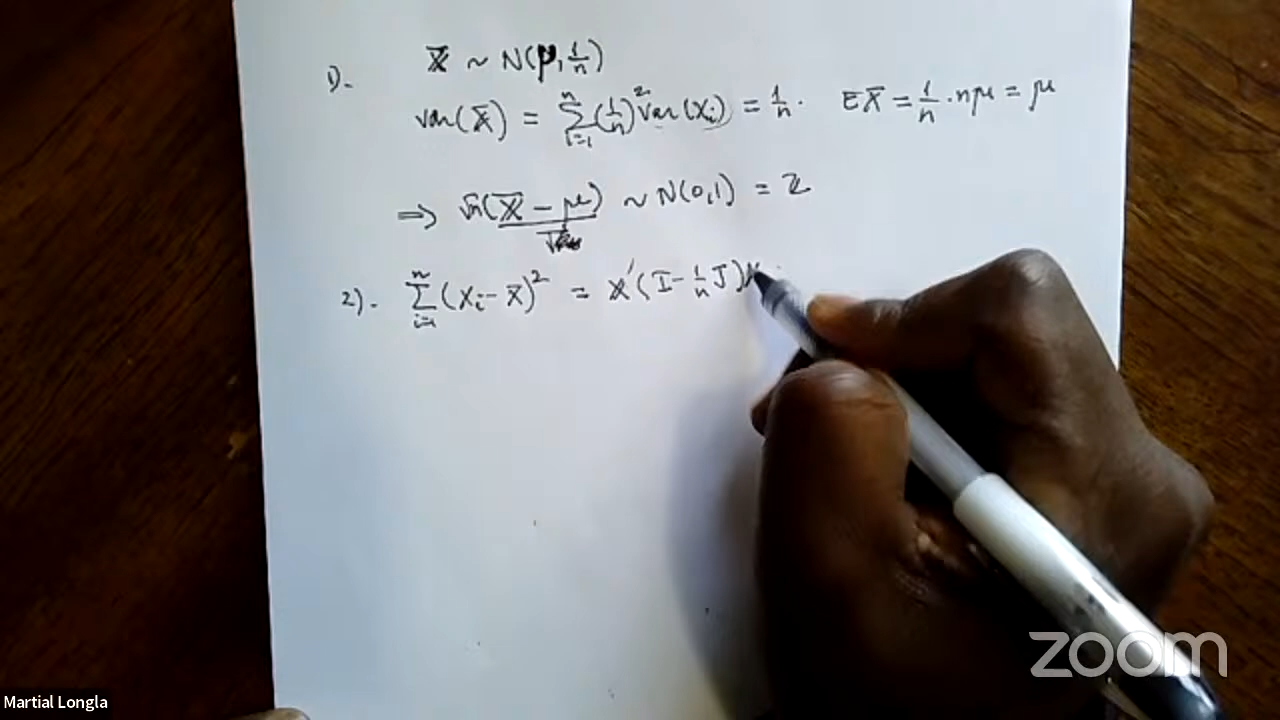 1). X̄ ~ N(μ, 1/n)
var(X̄) = ∑_{i=1}^{n} (1/n)² Var(Xi) = 1/n. EX̄ = 1/n · nμ = μ
⇒ √n(X̄ − μ) ~ N(0,1) = Z
2). ∑_{i=1}^{n} (Xi − X̄)² = X'(I − 1/n J)X
zoom
Martial Longla